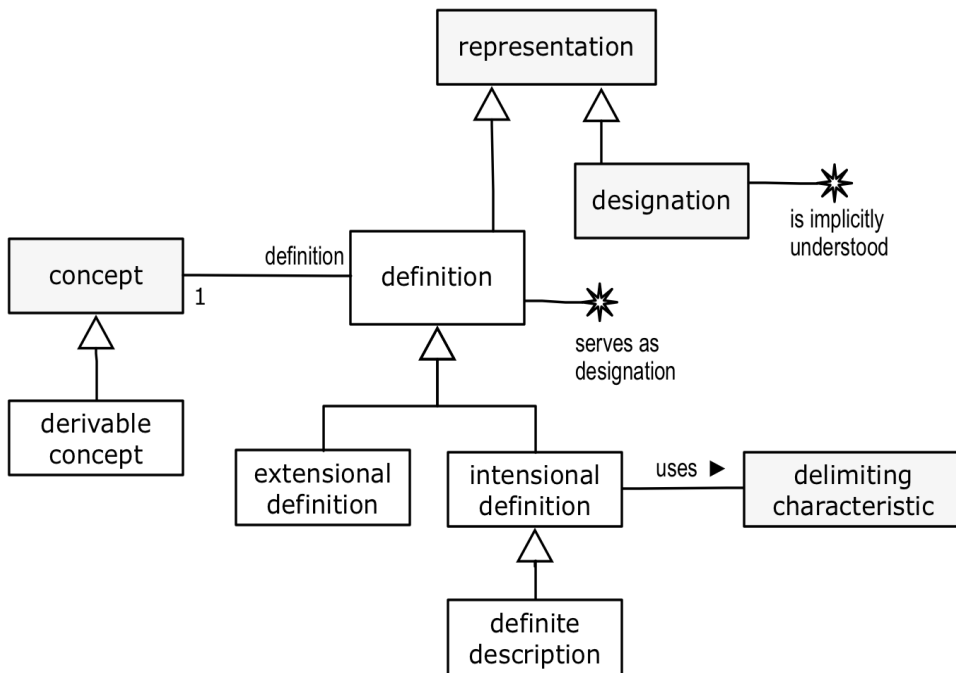 representation
designation
is implicitly
understood
concept
1
definition
definition
serves as
designation
derivable
concept
extensional
definition
intensional
definition
uses ►
delimiting
characteristic
definite
description